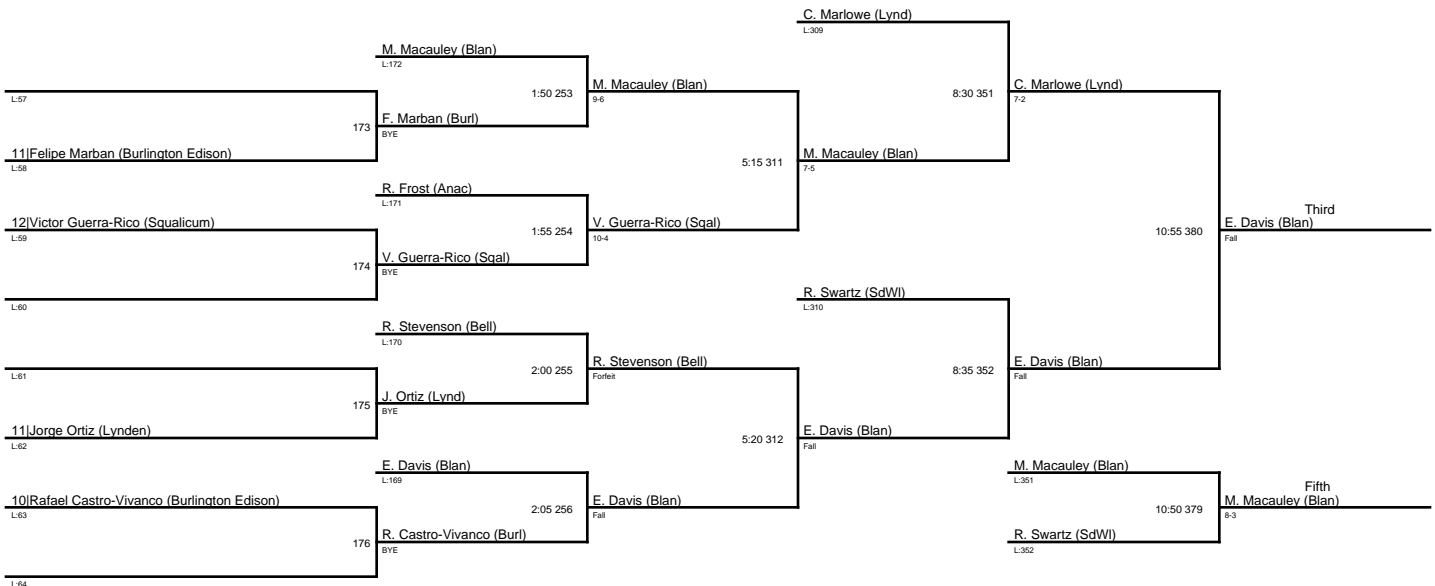 C. Marlowe (Lynd)
L:309
M. Macauley (Blan)
L:172
L:57
1:50 253
M. Macauley (Blan)
9-6
8:30 351
C. Marlowe (Lynd)
7-2
173
F. Marban (Burl)
BYE
11|Felipe Marban (Burlington Edison)
L:58
5:15 311
M. Macauley (Blan)
7-5
R. Frost (Anac)
L:171
12|Victor Guerra-Rico (Squalicum)
L:59
1:55 254
V. Guerra-Rico (Sqal)
10-4
10:55 380
Third
E. Davis (Blan)
Fall
174
V. Guerra-Rico (Sqal)
BYE
L:60
R. Swartz (SdWl)
L:310
R. Stevenson (Bell)
L:170
L:61
2:00 255
R. Stevenson (Bell)
Forfeit
8:35 352
E. Davis (Blan)
Fall
175
J. Ortiz (Lynd)
BYE
11|Jorge Ortiz (Lynden)
L:62
5:20 312
E. Davis (Blan)
Fall
E. Davis (Blan)
L:169
M. Macauley (Blan)
L:351
10|Rafael Castro-Vivanco (Burlington Edison)
L:63
2:05 256
E. Davis (Blan)
Fall
10:50 379
Fifth
M. Macauley (Blan)
8-3
176
R. Castro-Vivanco (Burl)
BYE
R. Swartz (SdWl)
L:352
L:64